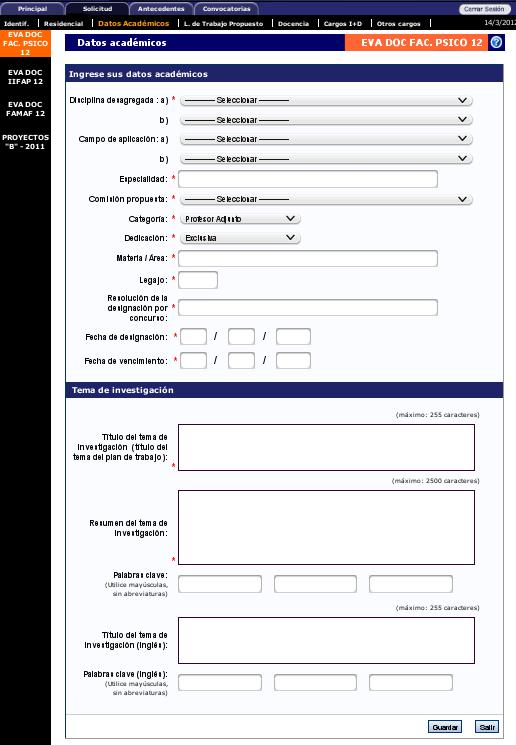 Principal Solicitud Antecedentes Convocatorias Cerrar Sesión
Identif. | Residencial | Datos Académicos | L. de Trabajo Propuesto | Docencia | Cargos I+D | Otros cargos | 14/3/2012
EVA DOC
FAC. PSICO
12
EVA DOC
IIFAP 12
EVA DOC
FAMAF 12
PROYECTOS
"B" - 2011
Datos académicos EVA DOC FAC. PSICO 12 ?
Ingrese sus datos académicos
Disciplina desagregada : a) * ------------ Seleccionar ------------
b) ------------ Seleccionar ------------
Campo de aplicación: a) ------------ Seleccionar ------------
b) ------------ Seleccionar ------------
Especialidad: *
Comisión propuesta: * ------------ Seleccionar ------------
Categoría: * Profesor Adjunto
Dedicación: * Exclusiva
Materia / Área: *
Legajo: *
Resolución de la
designación por
concurso: *
Fecha de designación: * / /
Fecha de vencimiento: * / /
Tema de investigación
(máximo: 255 caracteres)
Título del tema de
investigación (título del
tema del plan de trabajo): *
(máximo: 2500 caracteres)
Resumen del tema de
investigación: *
Palabras clave:
(Utilice mayúsculas,
sin abreviaturas)
(máximo: 255 caracteres)
Título del tema de
investigación (inglés):
Palabras clave (inglés):
(Utilice mayúsculas,
sin abreviaturas)
Guardar Salir